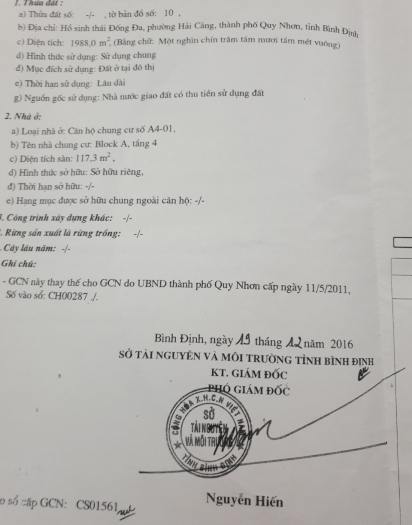 1. Thửa đất :
a) Thửa đất số: -/- , tờ bản đồ số: 10 ,
b) Địa chỉ: Hồ sinh thái Đống Đa, phường Hải Cảng, thành phố Quy Nhơn, tỉnh Bình Định,
c) Diện tích: 1988,0 m², (Bằng chữ: Một nghìn chín trăm tám mươi tám mét vuông)
d) Hình thức sử dụng: Sử dụng chung
đ) Mục đích sử dụng: Đất ở tại đô thị
e) Thời hạn sử dụng: Lâu dài
g) Nguồn gốc sử dụng: Nhà nước giao đất có thu tiền sử dụng đất
2. Nhà ở:
a) Loại nhà ở: Căn hộ chung cư số A4-01,
b) Tên nhà chung cư: Block A, tầng 4
c) Diện tích sàn: 117,3 m² ,
d) Hình thức sở hữu: Sở hữu riêng,
đ) Thời hạn sở hữu: -/-
e) Hạng mục được sở hữu chung ngoài căn hộ: -/-
. Công trình xây dựng khác: -/-
. Rừng sản xuất là rừng trồng: -/-
. Cây lâu năm: -/-
Ghi chú:
- GCN này thay thế cho GCN do UBND thành phố Quy Nhơn cấp ngày 11/5/2011,
Số vào sổ: CH00287 ./.
Bình Định, ngày 19 tháng 12 năm 2016
SỞ TÀI NGUYÊN VÀ MÔI TRƯỜNG TỈNH BÌNH ĐỊNH
KT. GIÁM ĐỐC
PHÓ GIÁM ĐỐC
CỘNG HÒA X.H.C.N VIỆT NAM
SỞ
TÀI NGUYÊN
VÀ MÔI TRƯỜNG
TỈNH BÌNH ĐỊNH
o sổ cấp GCN: CS01561
Nguyễn Hiến